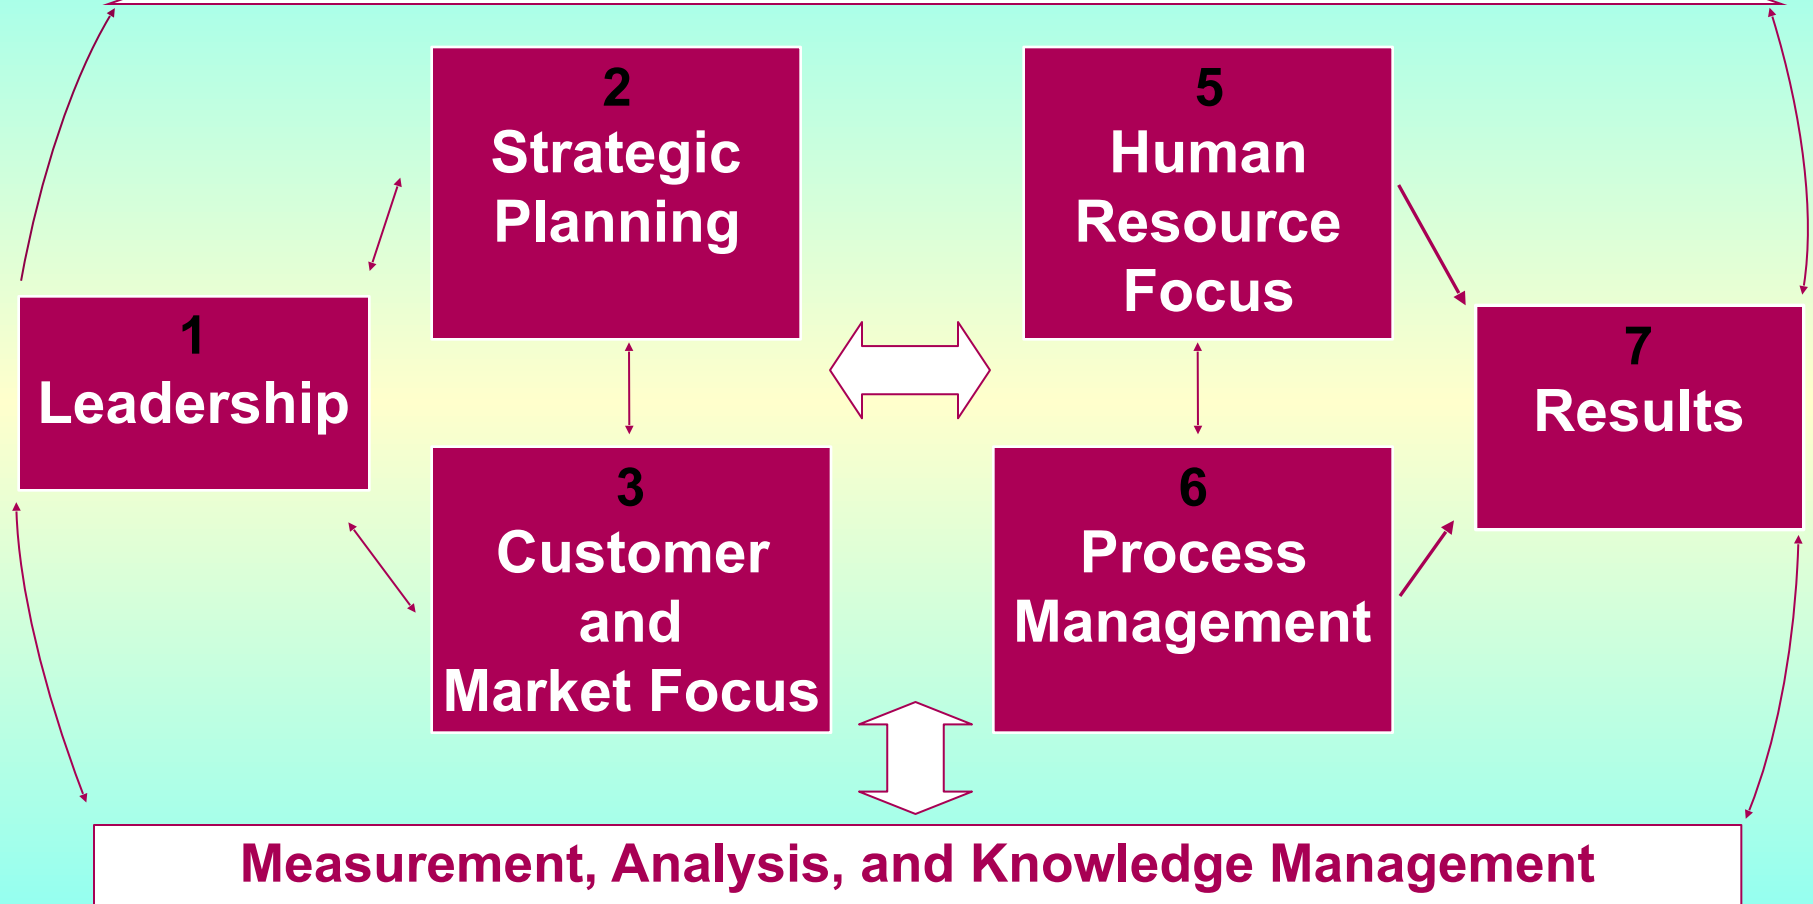 2
Strategic
Planning
5
Human
Resource
Focus
1
Leadership
7
Results
3
Customer
and
Market Focus
6
Process
Management
Measurement, Analysis, and Knowledge Management